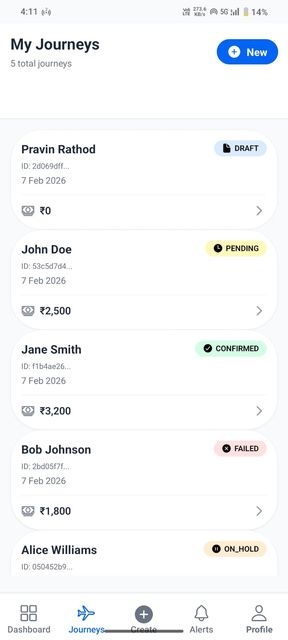 4:11
Vo) LTE 273.6 KB/s 5G 14%
My Journeys
New
5 total journeys
Pravin Rathod
DRAFT
ID: 2d069dff...
7 Feb 2026
₹0
John Doe
PENDING
ID: 53c5d7d4...
7 Feb 2026
₹2,500
Jane Smith
CONFIRMED
ID: f1b4ae26...
7 Feb 2026
₹3,200
Bob Johnson
FAILED
ID: 2bd05f7f...
7 Feb 2026
₹1,800
Alice Williams
ON_HOLD
ID: 050452b9...
Dashboard Journeys Create Alerts Profile